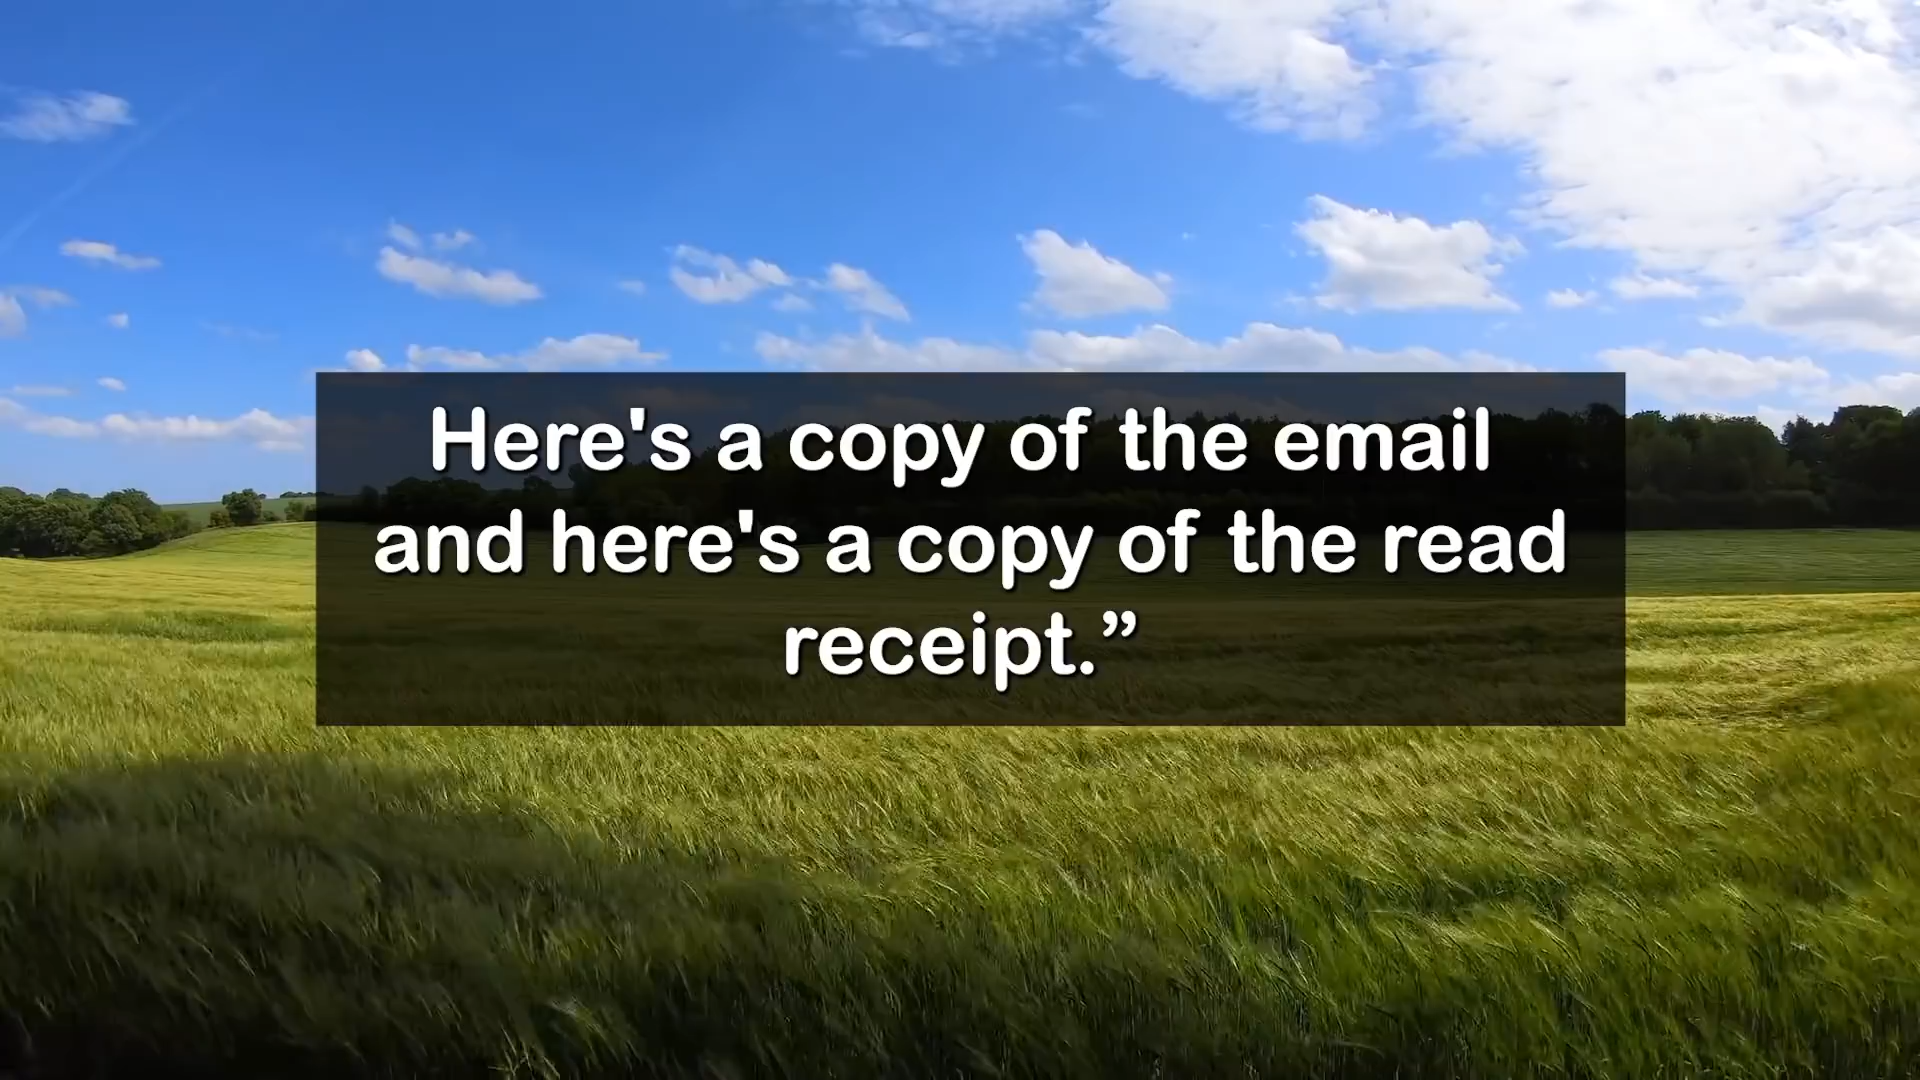 Here's a copy of the email
and here's a copy of the read
receipt.”